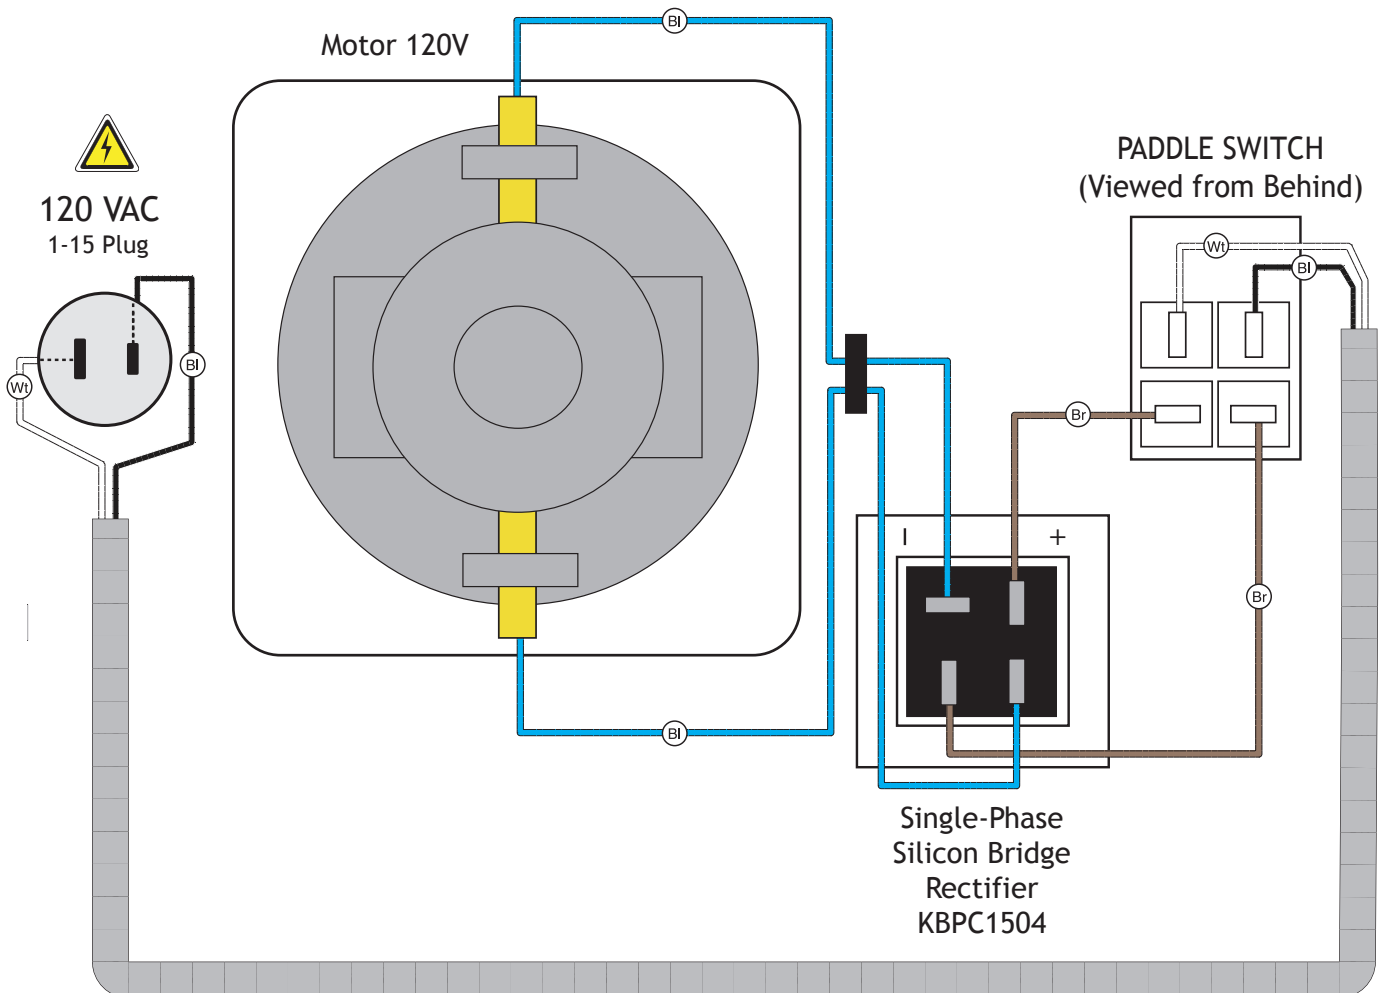 Bl
Motor 120V
120 VAC
1-15 Plug
PADDLE SWITCH
(Viewed from Behind)
Wt
Bl
Bl
Wt
Br
I +
Br
Bl
Single-Phase
Silicon Bridge
Rectifier
KBPC1504